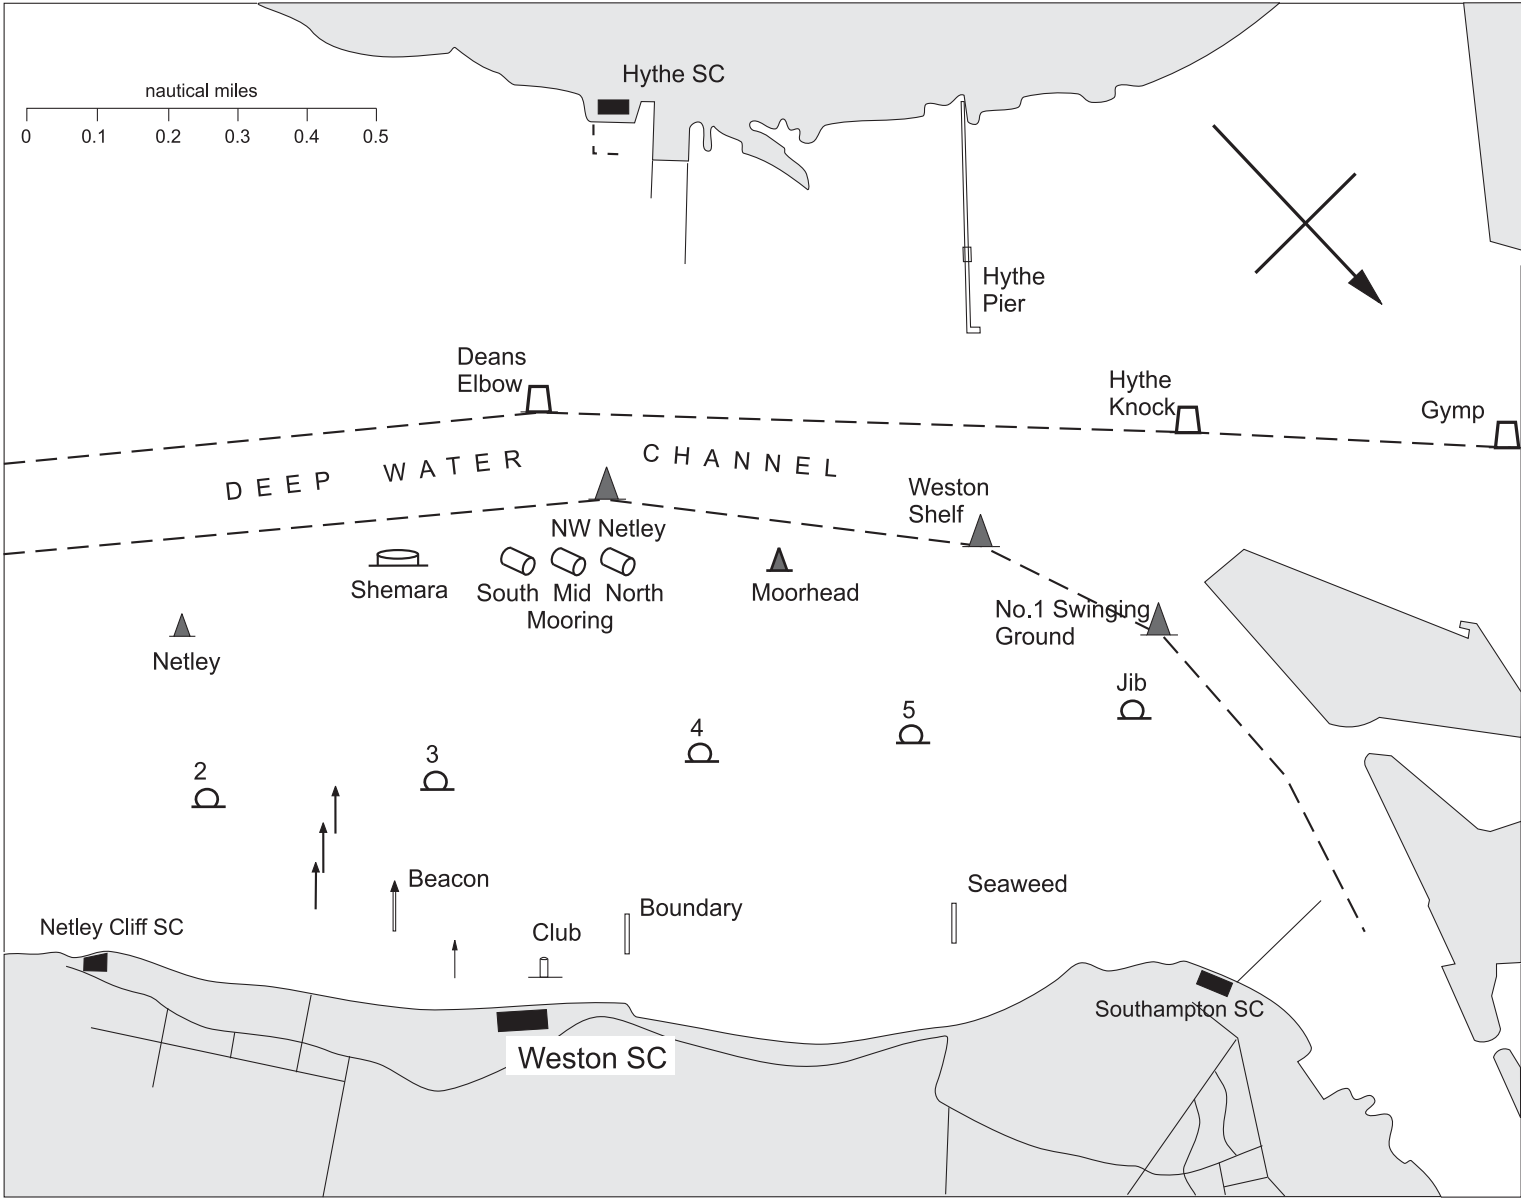 Hythe SC
nautical miles
0 0.1 0.2 0.3 0.4 0.5
Hythe
Pier
Deans
Elbow
Hythe
Knock
Gymp
DEEP WATER CHANNEL
Weston
Shelf
NW Netley
Shemara
South Mid North
Mooring
Moorhead
No.1 Swinging
Ground
Netley
Jib
5
4
3
2
Beacon
Seaweed
Boundary
Netley Cliff SC
Club
Southampton SC
Weston SC